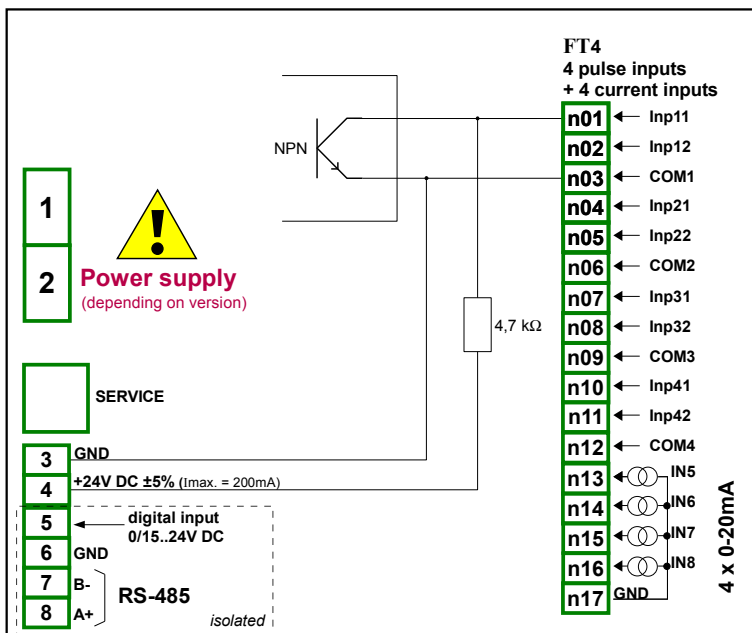 FT4
4 pulse inputs
+ 4 current inputs
NPN
n01 Inp11
n02 Inp12
n03 COM1
n04 Inp21
n05 Inp22
n06 COM2
n07 Inp31
n08 Inp32
n09 COM3
n10 Inp41
n11 Inp42
n12 COM4
n13 IN5
n14 IN6
n15 IN7
n16 IN8
n17 GND
4 x 0-20mA
4,7 kΩ
1
2
!
Power supply
(depending on version)
SERVICE
3 GND
4 +24V DC ±5% (Imax. = 200mA)
5 digital input
0/15..24V DC
6 GND
7 B-
8 A+
RS-485
isolated